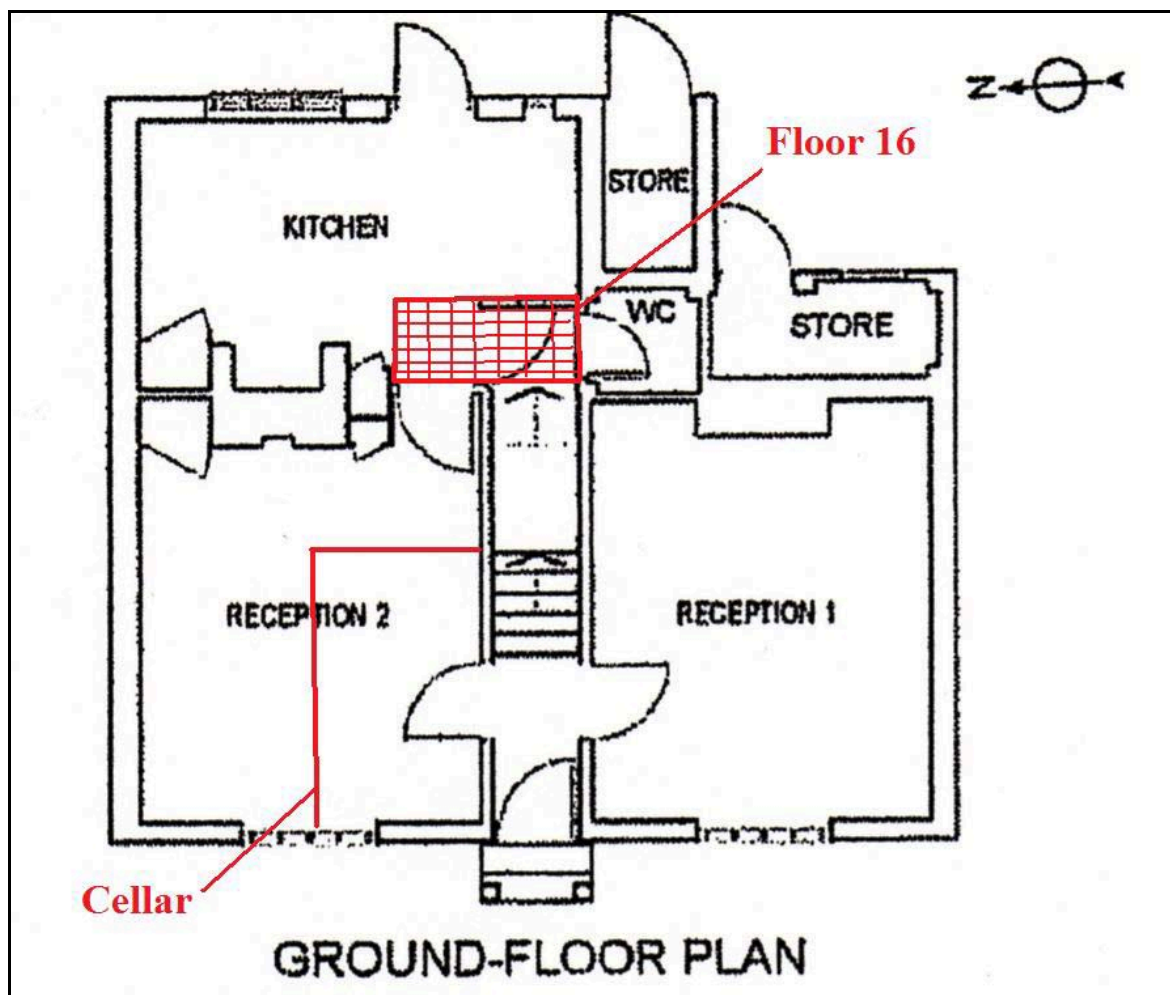 N
Floor 16
STORE
KITCHEN
WC
STORE
RECEPTION 2
RECEPTION 1
Cellar
GROUND-FLOOR PLAN